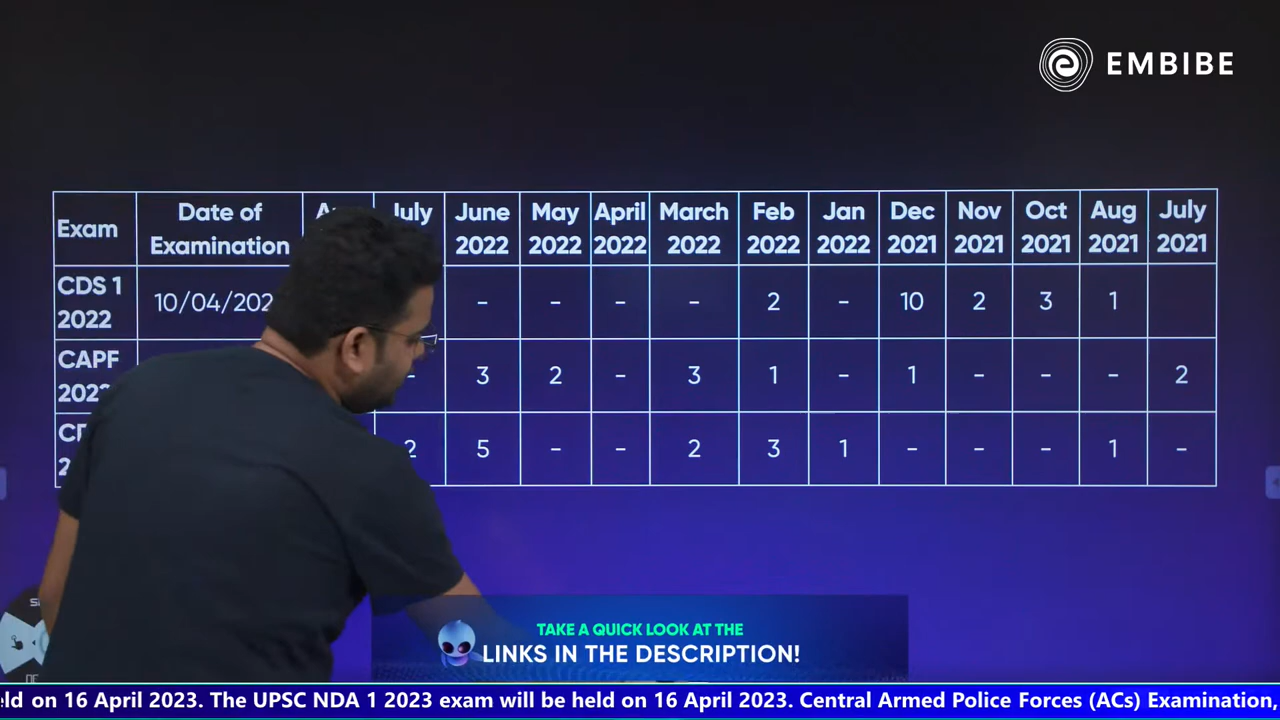 EMBIBE
Exam Date of Examination July June 2022 May 2022 April 2022 March 2022 Feb 2022 Jan 2022 Dec 2021 Nov 2021 Oct 2021 Aug 2021 July 2021
CDS 1 2022 10/04/202 - - - - 2 - 10 2 3 1
CAPF - 3 2 - 3 1 - 1 - - - 2
2 5 - - 2 3 1 - - - 1 -
TAKE A QUICK LOOK AT THE
LINKS IN THE DESCRIPTION!
ld on 16 April 2023. The UPSC NDA 1 2023 exam will be held on 16 April 2023. Central Armed Police Forces (ACs) Examination,